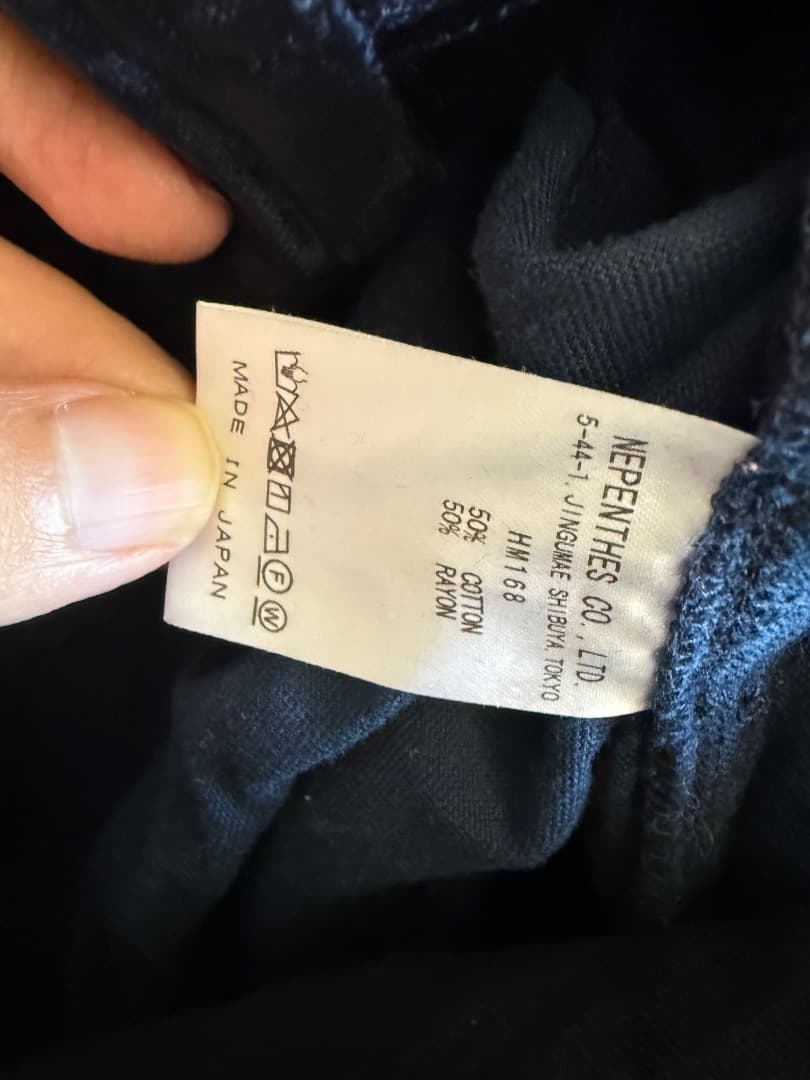 NEPENTHES CO.,LTD.
5-44-1, JINGUMAE SHIBUYA, TOKYO
HM168
50% COTTON
50% RAYON
F W
MADE IN JAPAN